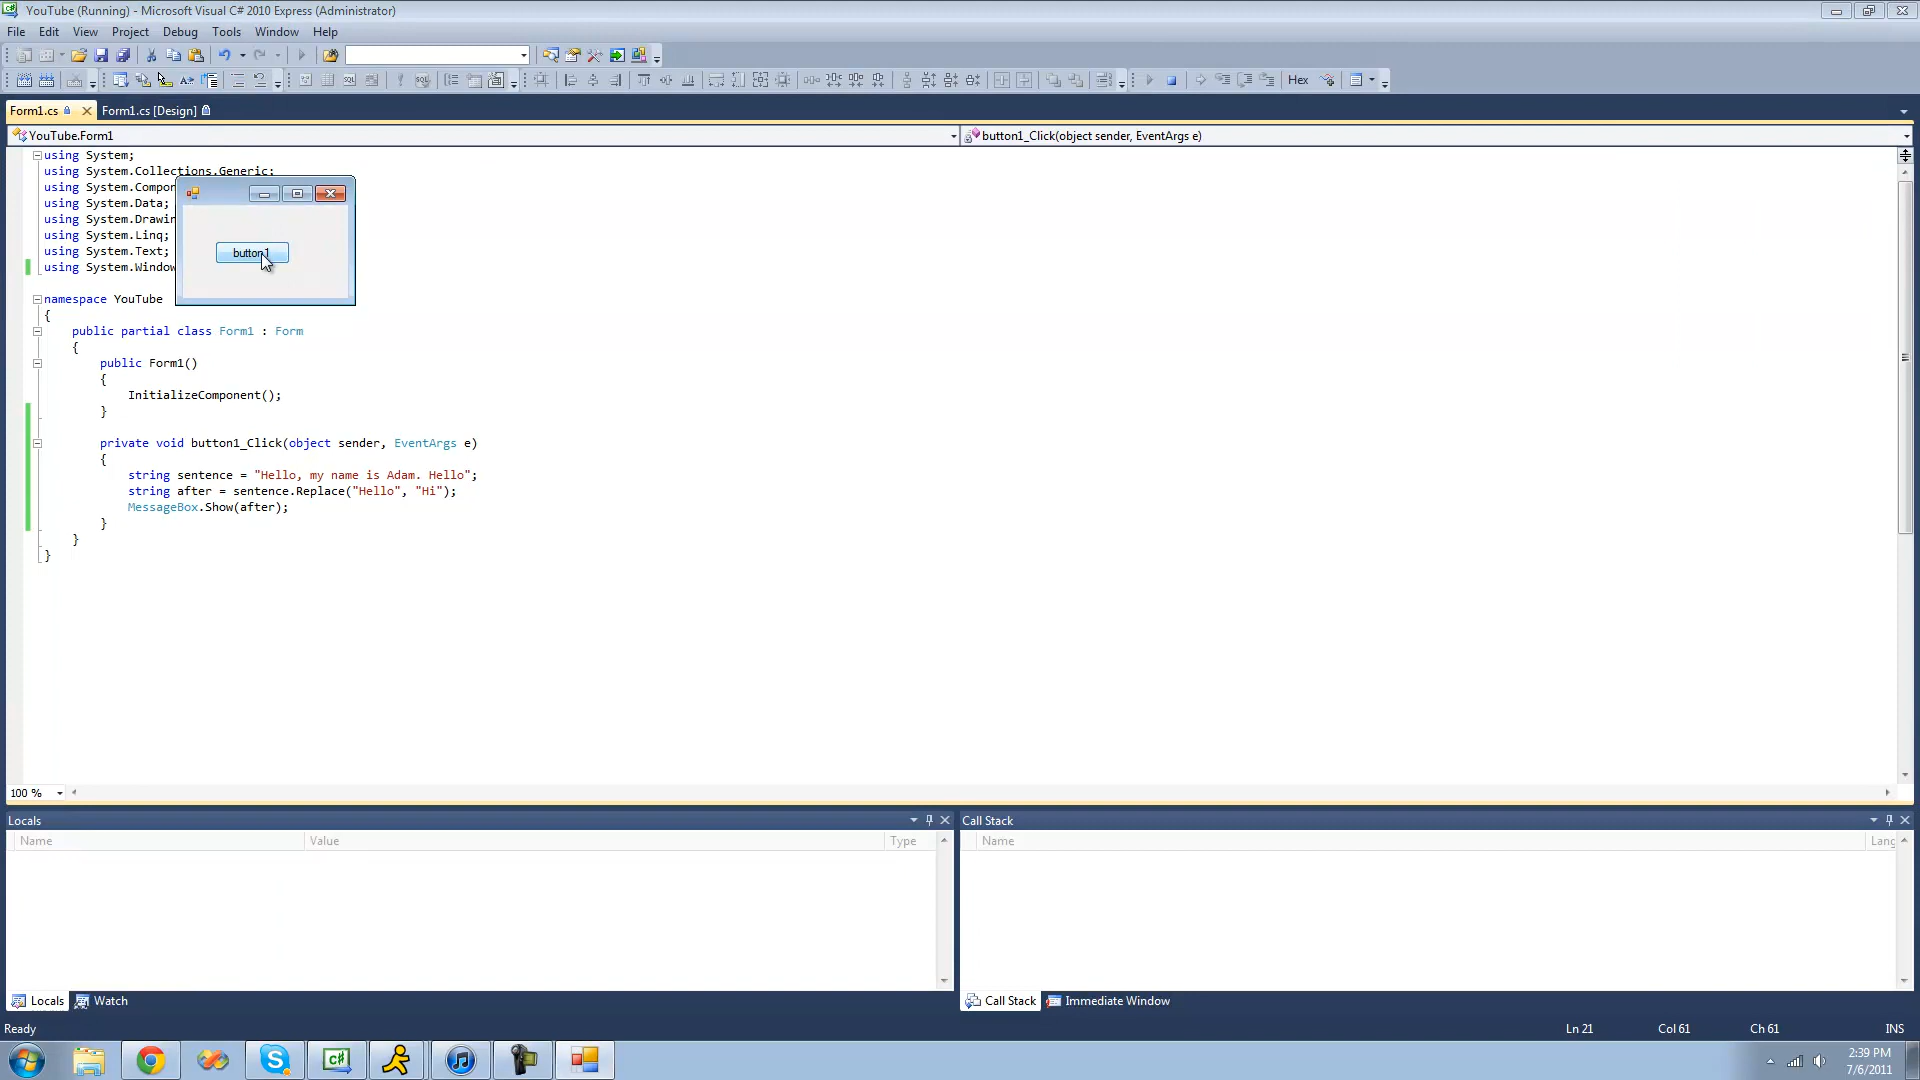 YouTube (Running) - Microsoft Visual C# 2010 Express (Administrator)
File Edit View Project Debug Tools Window Help
Hex
Form1.cs Form1.cs [Design]
YouTube.Form1 button1_Click(object sender, EventArgs e)
using System;
using System.Collections.Generic;
using System.Compon
using System.Data;
using System.Drawin
using System.Linq;
using System.Text;
using System.Window
button1
namespace YouTube
{
public partial class Form1 : Form
{
public Form1()
{
InitializeComponent();
}
private void button1_Click(object sender, EventArgs e)
{
string sentence = "Hello, my name is Adam. Hello";
string after = sentence.Replace("Hello", "Hi");
MessageBox.Show(after);
}
}
}
100 %
Locals Call Stack
Name Value Type Name Lang
Locals Watch Call Stack Immediate Window
Ready Ln 21 Col 61 Ch 61 INS
2:39 PM
7/6/2011